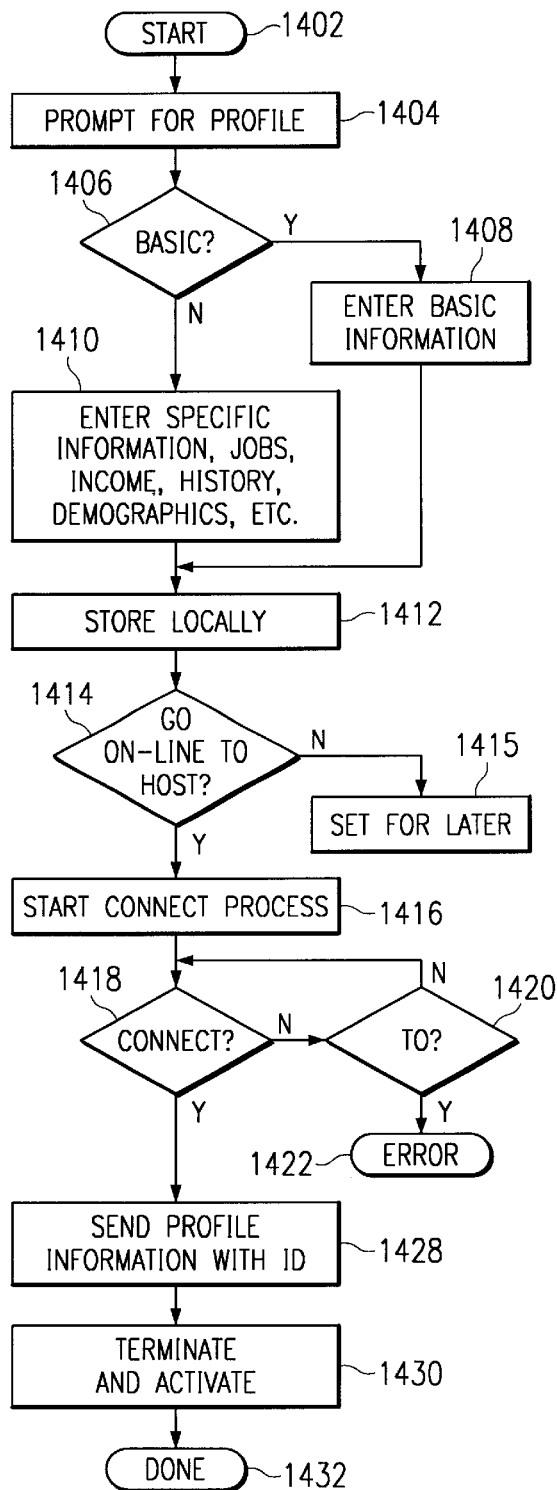 START
1402
PROMPT FOR PROFILE
1404
1406
BASIC?
Y
N
1408
ENTER BASIC
INFORMATION
1410
ENTER SPECIFIC
INFORMATION, JOBS,
INCOME, HISTORY,
DEMOGRAPHICS, ETC.
STORE LOCALLY
1412
1414
GO
ON-LINE TO
HOST?
N
Y
1415
SET FOR LATER
START CONNECT PROCESS
1416
1418
CONNECT?
N
Y
N
1420
TO?
Y
1422
ERROR
SEND PROFILE
INFORMATION WITH ID
1428
TERMINATE
AND ACTIVATE
1430
DONE
1432